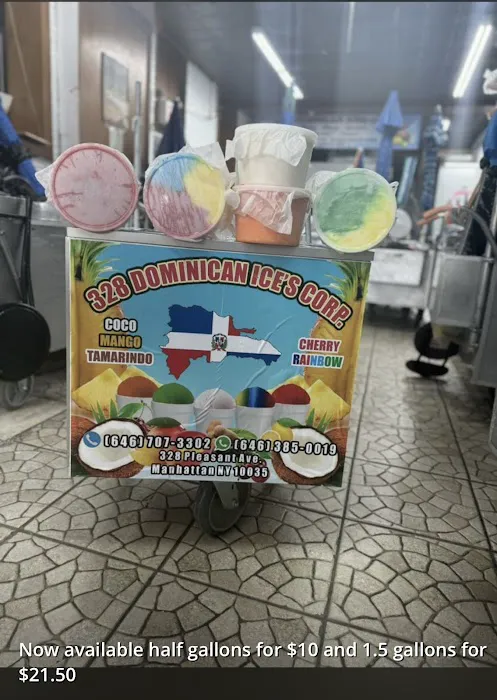 328 DOMINICAN ICE'S CORP.
COCO
MANGO
TAMARINDO
CHERRY
RAINBOW
(646) 707-3302 (646) 385-0019
328 Pleasant Ave.,
Manhattan NY 10035
Now available half gallons for $10 and 1.5 gallons for
$21.50